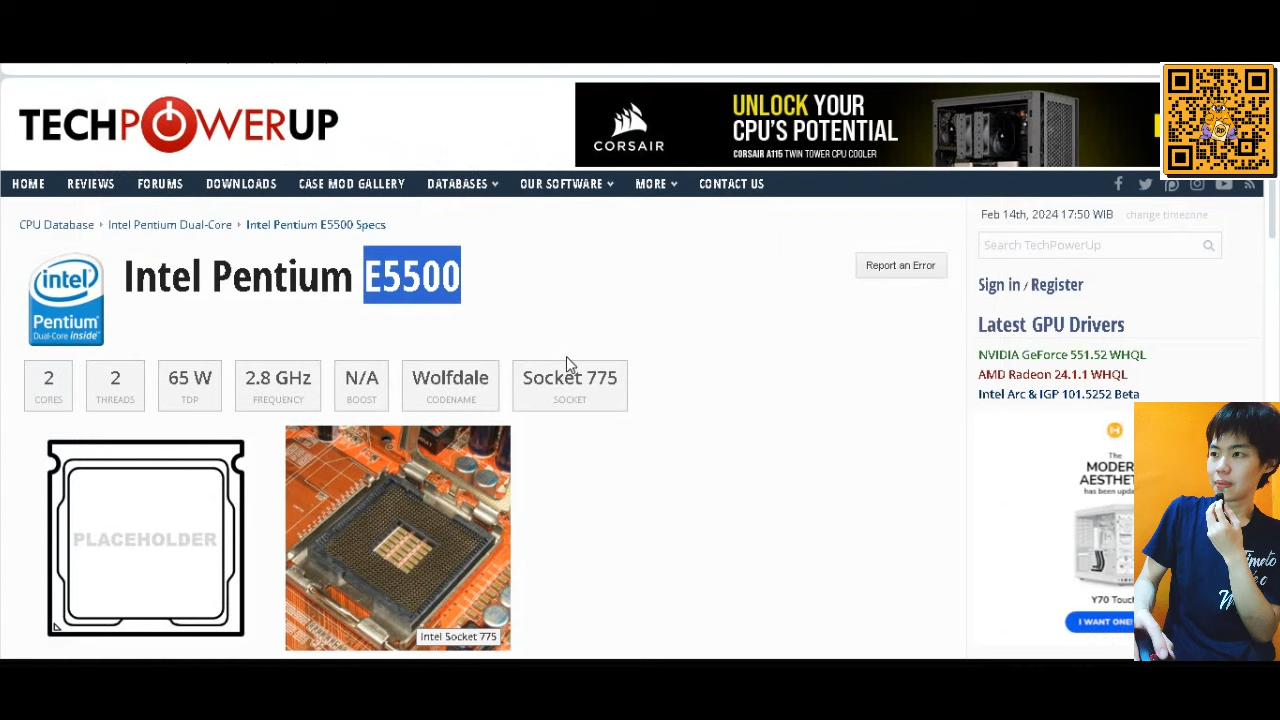 TECHPOWERUP
CORSAIR
UNLOCK YOUR
CPU'S POTENTIAL
CORSAIR A115 TWIN TOWER CPU COOLER
HOME
REVIEWS
FORUMS
DOWNLOADS
CASE MOD GALLERY
DATABASES
OUR SOFTWARE
MORE
CONTACT US
CPU Database
Intel Pentium Dual-Core
Intel Pentium E5500 Specs
Feb 14th, 2024 17:50 WIB
change timezone
Search TechPowerUp
intel
Pentium
Dual-Core inside
Intel Pentium E5500
Report an Error
Sign in / Register
Latest GPU Drivers
NVIDIA GeForce 551.52 WHQL
AMD Radeon 24.1.1 WHQL
Intel Arc & IGP 101.5252 Beta
2
CORES
2
THREADS
65 W
TDP
2.8 GHz
FREQUENCY
N/A
BOOST
Wolfdale
CODENAME
Socket 775
SOCKET
PLACEHOLDER
Intel Socket 775
The
MODER
AESTHE
has been upda
Y70 Touc
I WANT ONE!